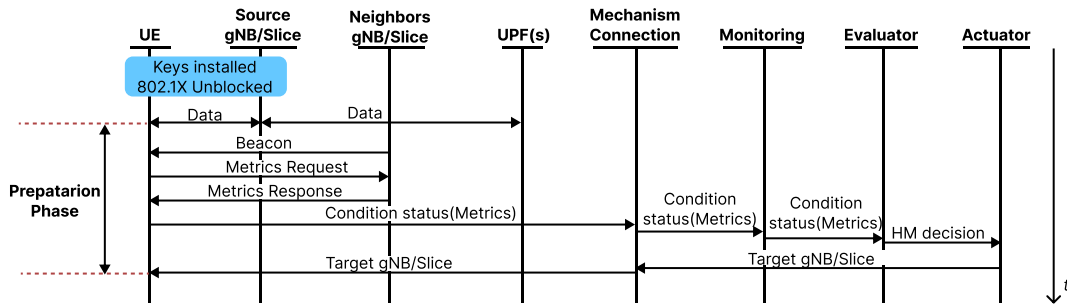 UE
Source
gNB/Slice
Neighbors
gNB/Slice
UPF(s)
Mechanism
Connection
Monitoring
Evaluator
Actuator
Keys installed
802.1X Unblocked
Data
Data
Beacon
Metrics Request
Metrics Response
Prepatarion
Phase
Condition status(Metrics)
Condition
status(Metrics)
Condition
status(Metrics)
HM decision
Target gNB/Slice
Target gNB/Slice
t